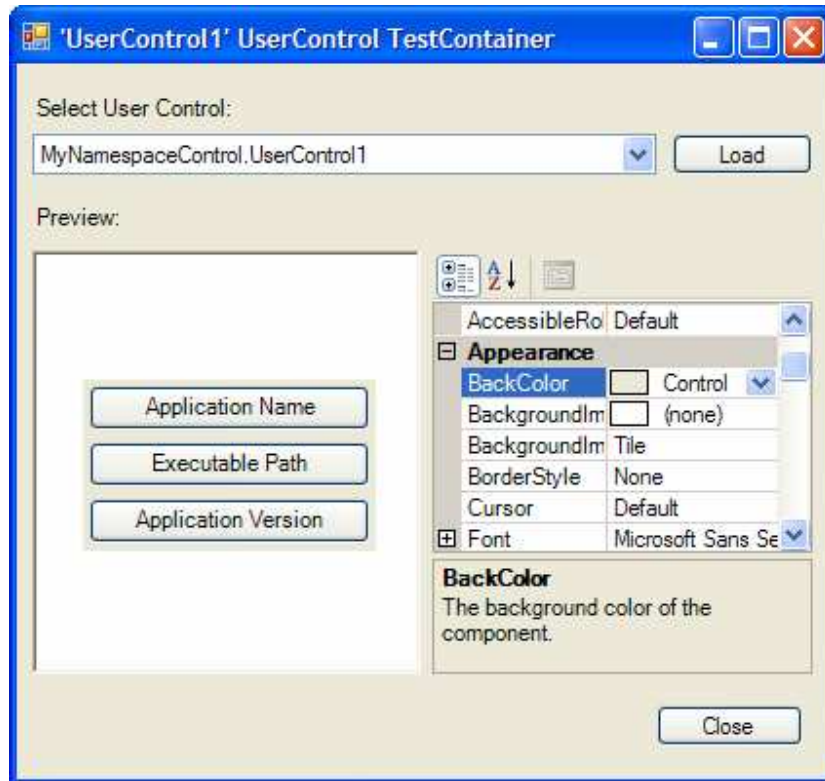 'UserControl1' UserControl TestContainer
Select User Control:
MyNamespaceControl.UserControl1
Load
Preview:
Application Name
Executable Path
Application Version
AccessibleRol Default
Appearance
BackColor Control
BackgroundIm (none)
BackgroundIm Tile
BorderStyle None
Cursor Default
Font Microsoft Sans Se
BackColor
The background color of the
component.
Close